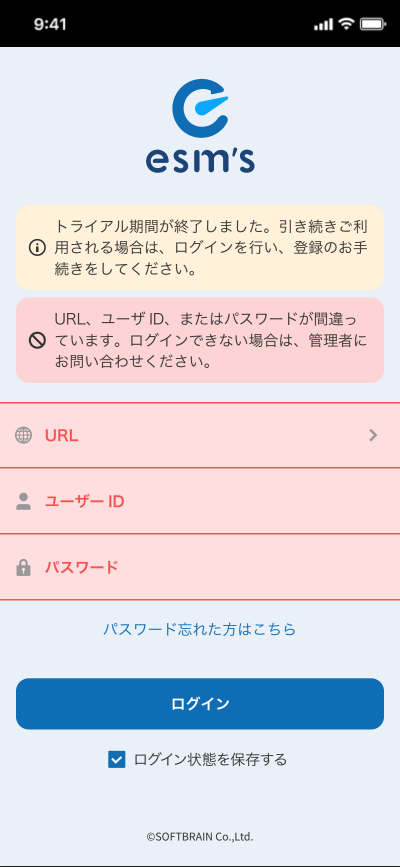 9:41
esm's
トライアル期間が終了しました。引き続きご利
用される場合は、ログインを行い、登録のお手
続きをしてください。
URL、ユーザID、またはパスワードが間違っ
ています。ログインできない場合は、管理者に
お問い合わせください。
URL
ユーザー ID
パスワード
パスワード忘れた方はこちら
ログイン
ログイン状態を保存する
©SOFTBRAIN Co.,Ltd.